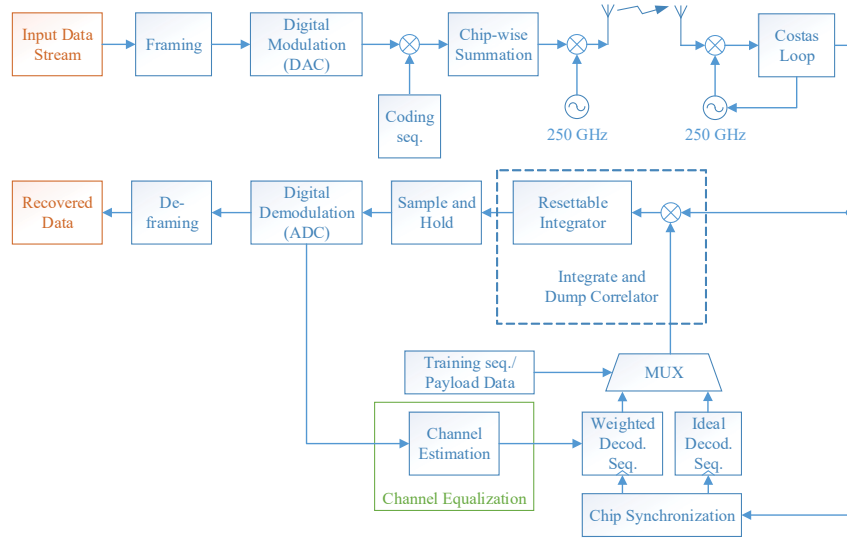 Input Data
Stream
Framing
Digital
Modulation
(DAC)
Chip-wise
Summation
Costas
Loop
Coding
seq.
250 GHz
250 GHz
Recovered
Data
De-
framing
Digital
Demodulation
(ADC)
Sample and
Hold
Resettable
Integrator
Integrate and
Dump Correlator
Training seq./
Payload Data
MUX
Channel
Estimation
Weighted
Decod.
Seq.
Ideal
Decod.
Seq.
Channel Equalization
Chip Synchronization